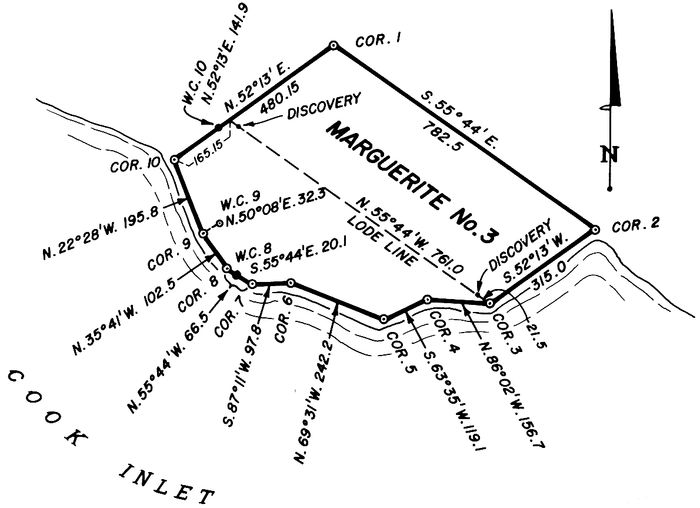 COR. 1
W.C. 10
N. 52°13'E. 141.9
N. 52°13' E.
480.15
DISCOVERY
S. 55°44' E.
782.5
MARGUERITE No. 3
N
COR. 10
165.15
W.C. 9
N. 50°08'E. 32.3
N. 55°44'W. 761.0
LODE LINE
COR. 2
DISCOVERY
S. 52°13' W.
315.0
N. 22°28'W. 195.8
COR. 9
W.C. 8
S. 55°44'E. 20.1
N. 35°41'W. 102.5
COR. 8
N. 55°44'W. 66.5
COR. 7
S. 87°11'W. 97.8
COR. 6
N. 69°31'W. 242.2
COR. 5
S. 63°35'W. 119.1
COR. 4
N. 86°02'W. 156.7
COR. 3
21.5
COOK INLET